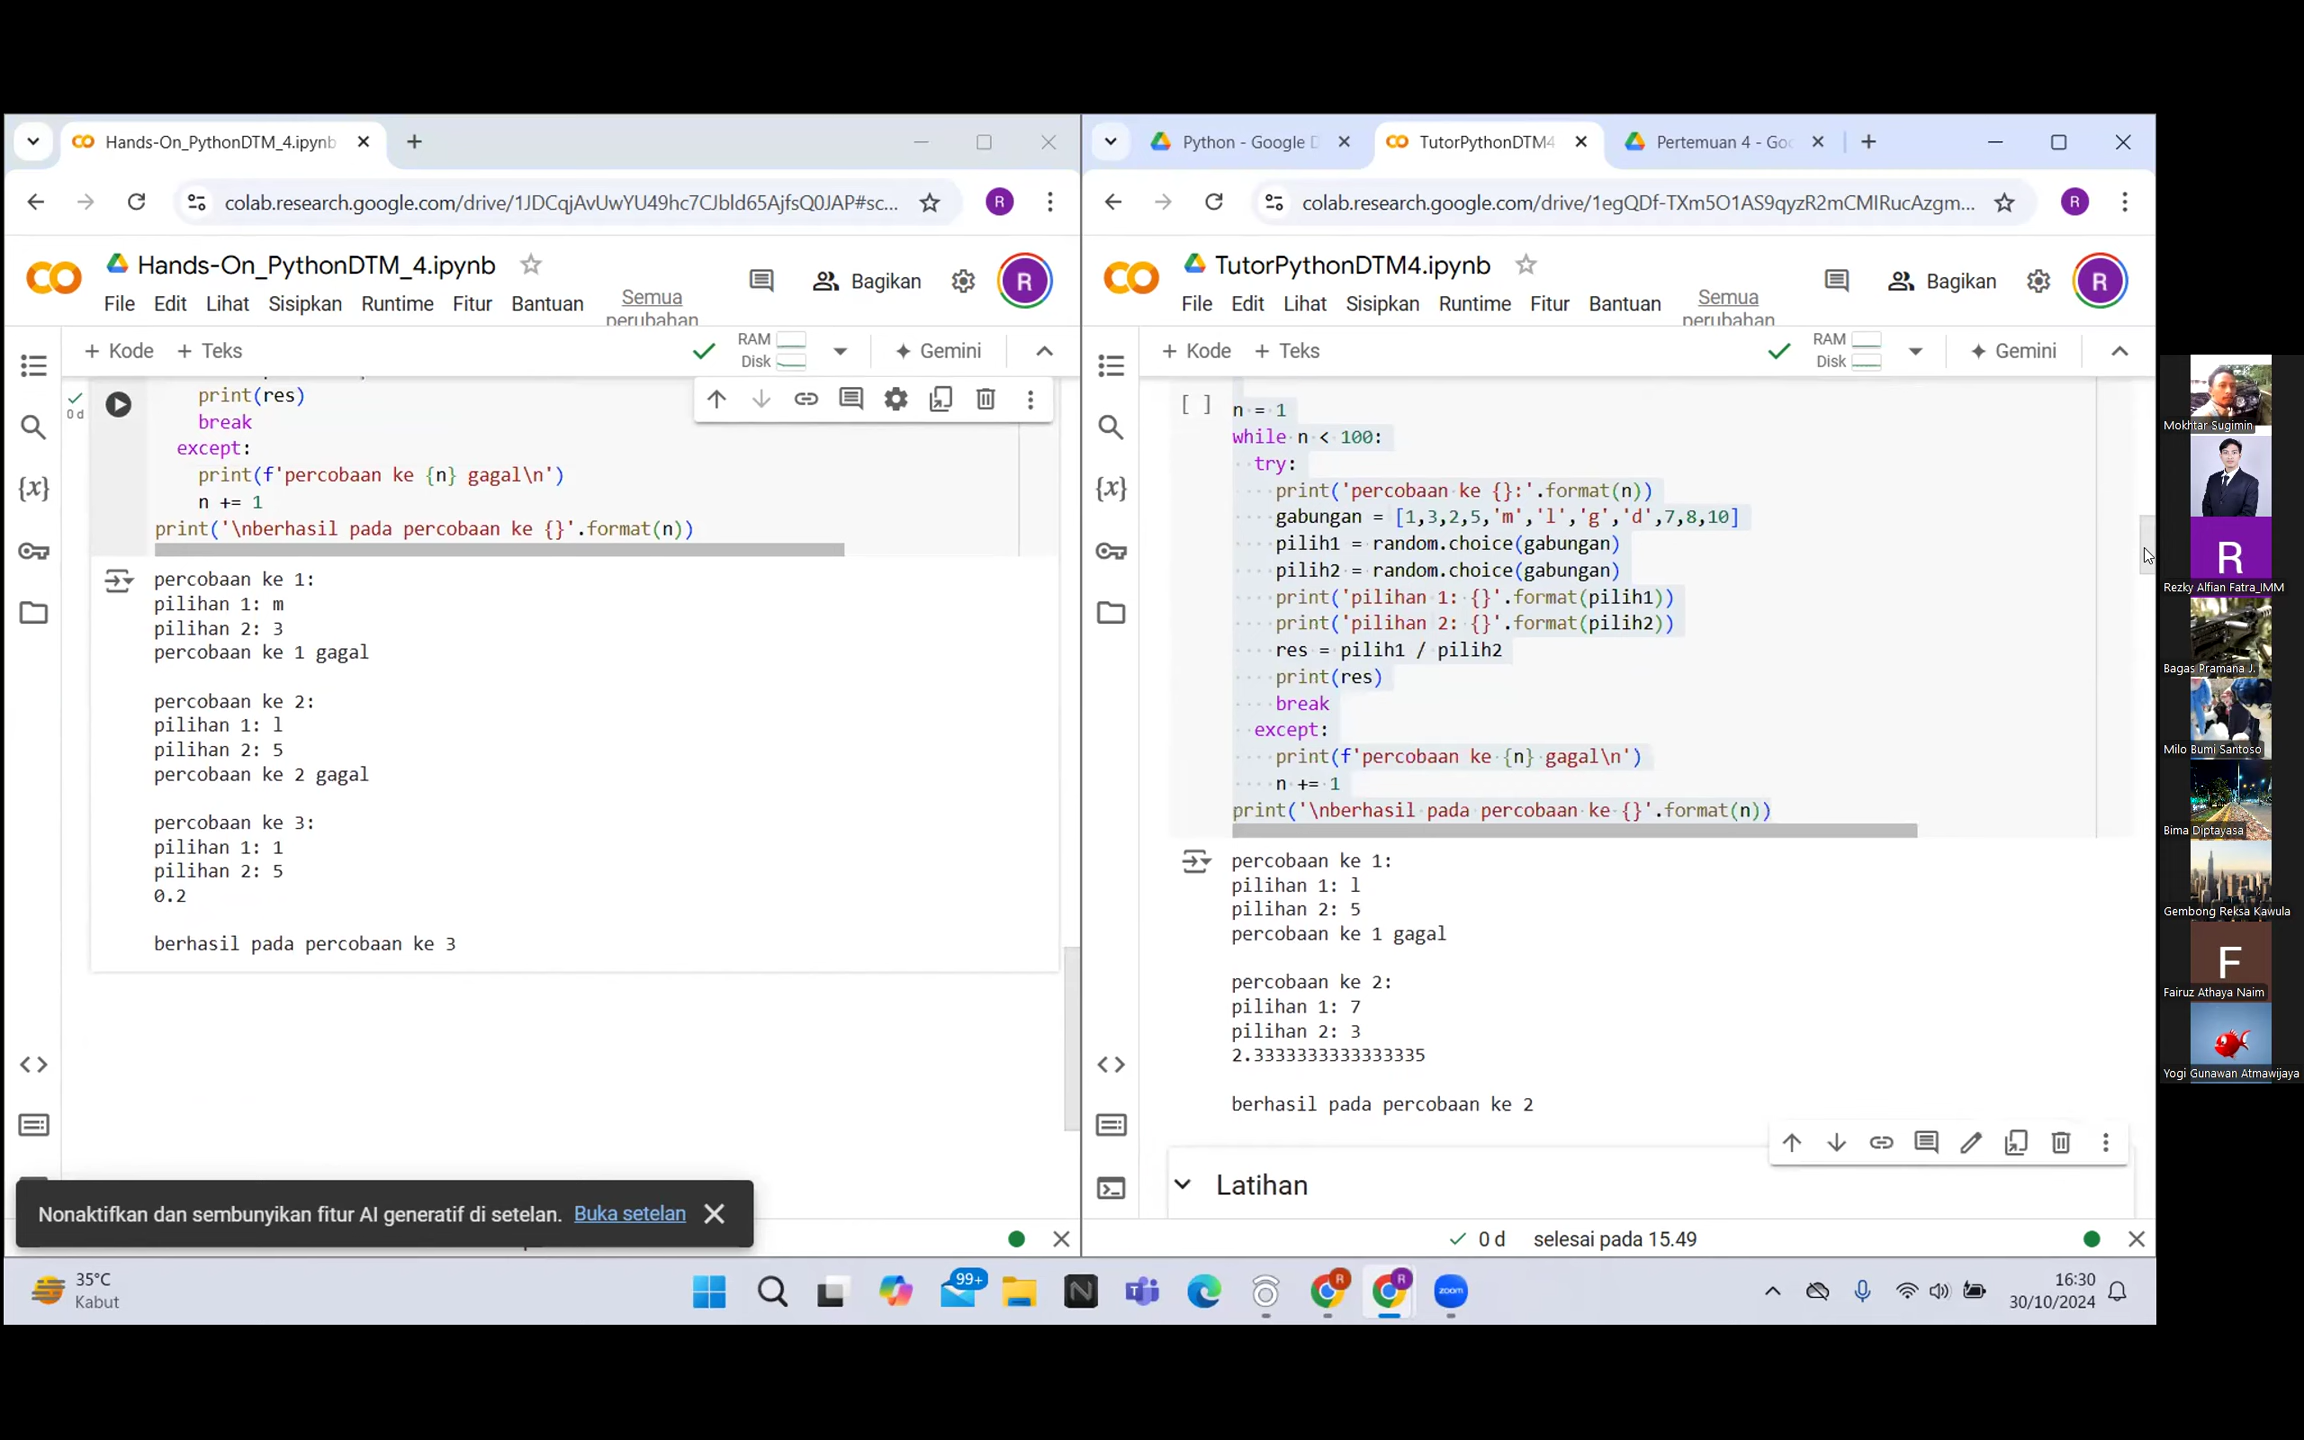 Hands-On_PythonDTM_4.ipynb
colab.research.google.com/drive/1JDCqjAvUwYU49hc7CJbld65AjfsQ0JAP#sc...
R
Hands-On_PythonDTM_4.ipynb
File Edit Lihat Sisipkan Runtime Fitur Bantuan Semua perubahan
Bagikan
R
+ Kode + Teks
RAM
Disk
Gemini
0 d
print(res)
break
except:
print(f'percobaan ke {n} gagal\n')
n += 1
print('\nberhasil pada percobaan ke {}'.format(n))
percobaan ke 1:
pilihan 1: m
pilihan 2: 3
percobaan ke 1 gagal
percobaan ke 2:
pilihan 1: l
pilihan 2: 5
percobaan ke 2 gagal
percobaan ke 3:
pilihan 1: 1
pilihan 2: 5
0.2
berhasil pada percobaan ke 3
Nonaktifkan dan sembunyikan fitur AI generatif di setelan. Buka setelan
Python - Google D
TutorPythonDTM4
Pertemuan 4 - Goo
colab.research.google.com/drive/1egQDf-TXm5O1AS9qyzR2mCMIRucAzgm...
R
TutorPythonDTM4.ipynb
File Edit Lihat Sisipkan Runtime Fitur Bantuan Semua perubahan
Bagikan
R
+ Kode + Teks
RAM
Disk
Gemini
[ ]
n = 1
while n < 100:
try:
print('percobaan ke {}:'.format(n))
gabungan = [1,3,2,5,'m','l','g','d',7,8,10]
pilih1 = random.choice(gabungan)
pilih2 = random.choice(gabungan)
print('pilihan 1: {}'.format(pilih1))
print('pilihan 2: {}'.format(pilih2))
res = pilih1 / pilih2
print(res)
break
except:
print(f'percobaan ke {n} gagal\n')
n += 1
print('\nberhasil pada percobaan ke {}'.format(n))
percobaan ke 1:
pilihan 1: l
pilihan 2: 5
percobaan ke 1 gagal
percobaan ke 2:
pilihan 1: 7
pilihan 2: 3
2.3333333333333335
berhasil pada percobaan ke 2
Latihan
0 d selesai pada 15.49
35°C
Kabut
99+
R
R
zoom
16:30
30/10/2024
Mokhtar Sugimin
R
Rezky Alfian Fatra_IMM
Bagas Pramana J.
Milo Bumi Santoso
Bima Diptayasa
Gembong Reksa Kawula
F
Fairuz Athaya Naim
Yogi Gunawan Atmawijaya